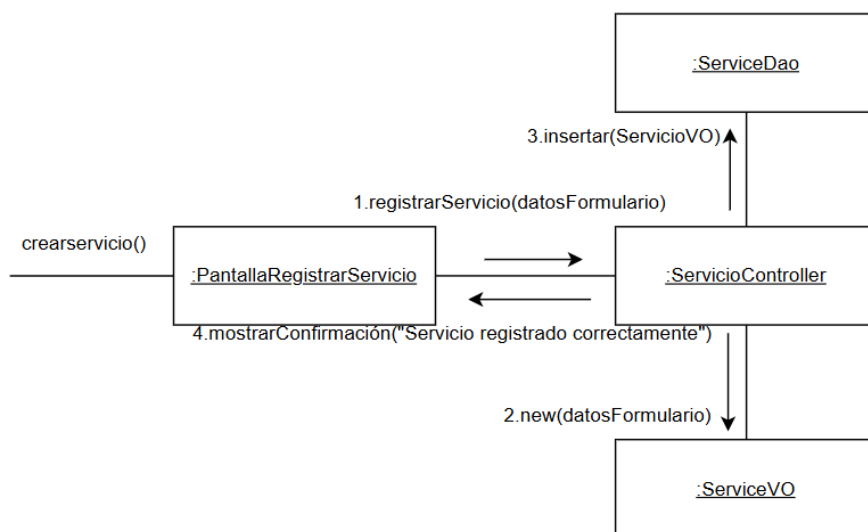 :ServiceDao
3.insertar(ServicioVO)
1.registrarServicio(datosFormulario)
crearservicio()
:PantallaRegistrarServicio
:ServicioController
4.mostrarConfirmación("Servicio registrado correctamente")
2.new(datosFormulario)
:ServiceVO